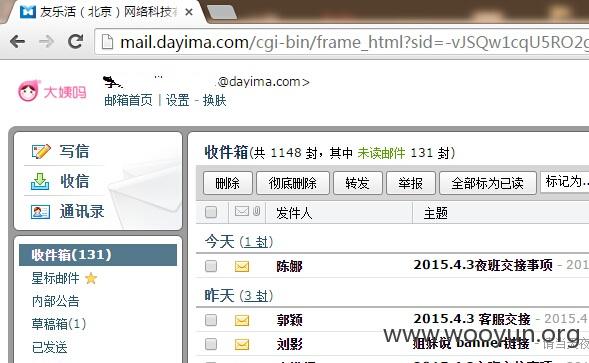 友乐活（北京）网络科技有
mail.dayima.com/cgi-bin/frame_html?sid=-vJSQw1cqU5RO2g
大姨吗
@dayima.com>
邮箱首页 | 设置 - 换肤
写信
收信
通讯录
收件箱(131)
星标邮件
内部公告
草稿箱(1)
已发送
收件箱(共 1148 封，其中 未读邮件 131 封)
删除 彻底删除 转发 举报 全部标为已读 标记为...
发件人 主题
今天 (1 封)
陈娜 2015.4.3夜班交接事项 - 201
昨天 (3 封)
郭颖 2015.4.3 客服交接 - 2015.4
刘影 姐妹说 banner链接 - 请当
www.wooyun.org